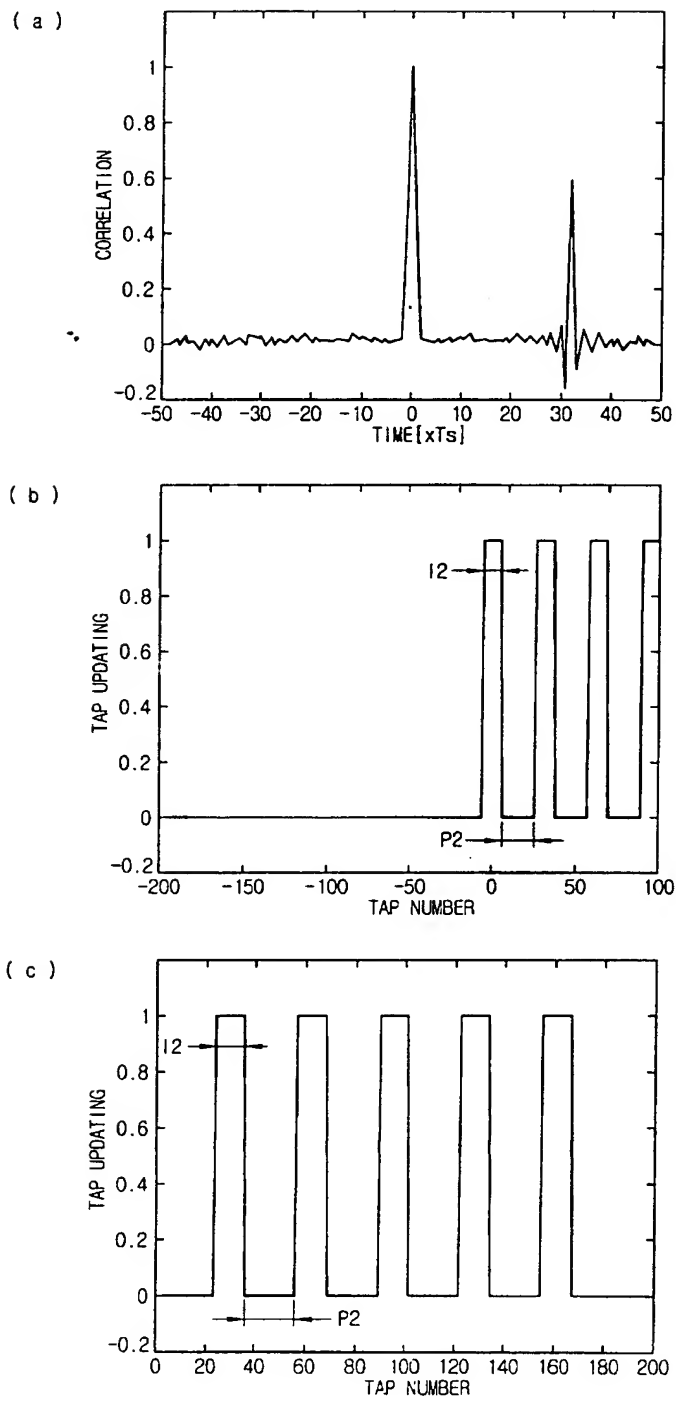 ( a )
1
0.8
0.6
0.4
0.2
0
-0.2
CORRELATION
-50 -40 -30 -20 -10 0 10 20 30 40 50
TIME[xTs]
( b )
1
0.8
0.6
0.4
0.2
0
-0.2
TAP UPDATING
I2
P2
-200 -150 -100 -50 0 50 100
TAP NUMBER
( c )
1
0.8
0.6
0.4
0.2
0
-0.2
TAP UPDATING
I2
P2
0 20 40 60 80 100 120 140 160 180 200
TAP NUMBER